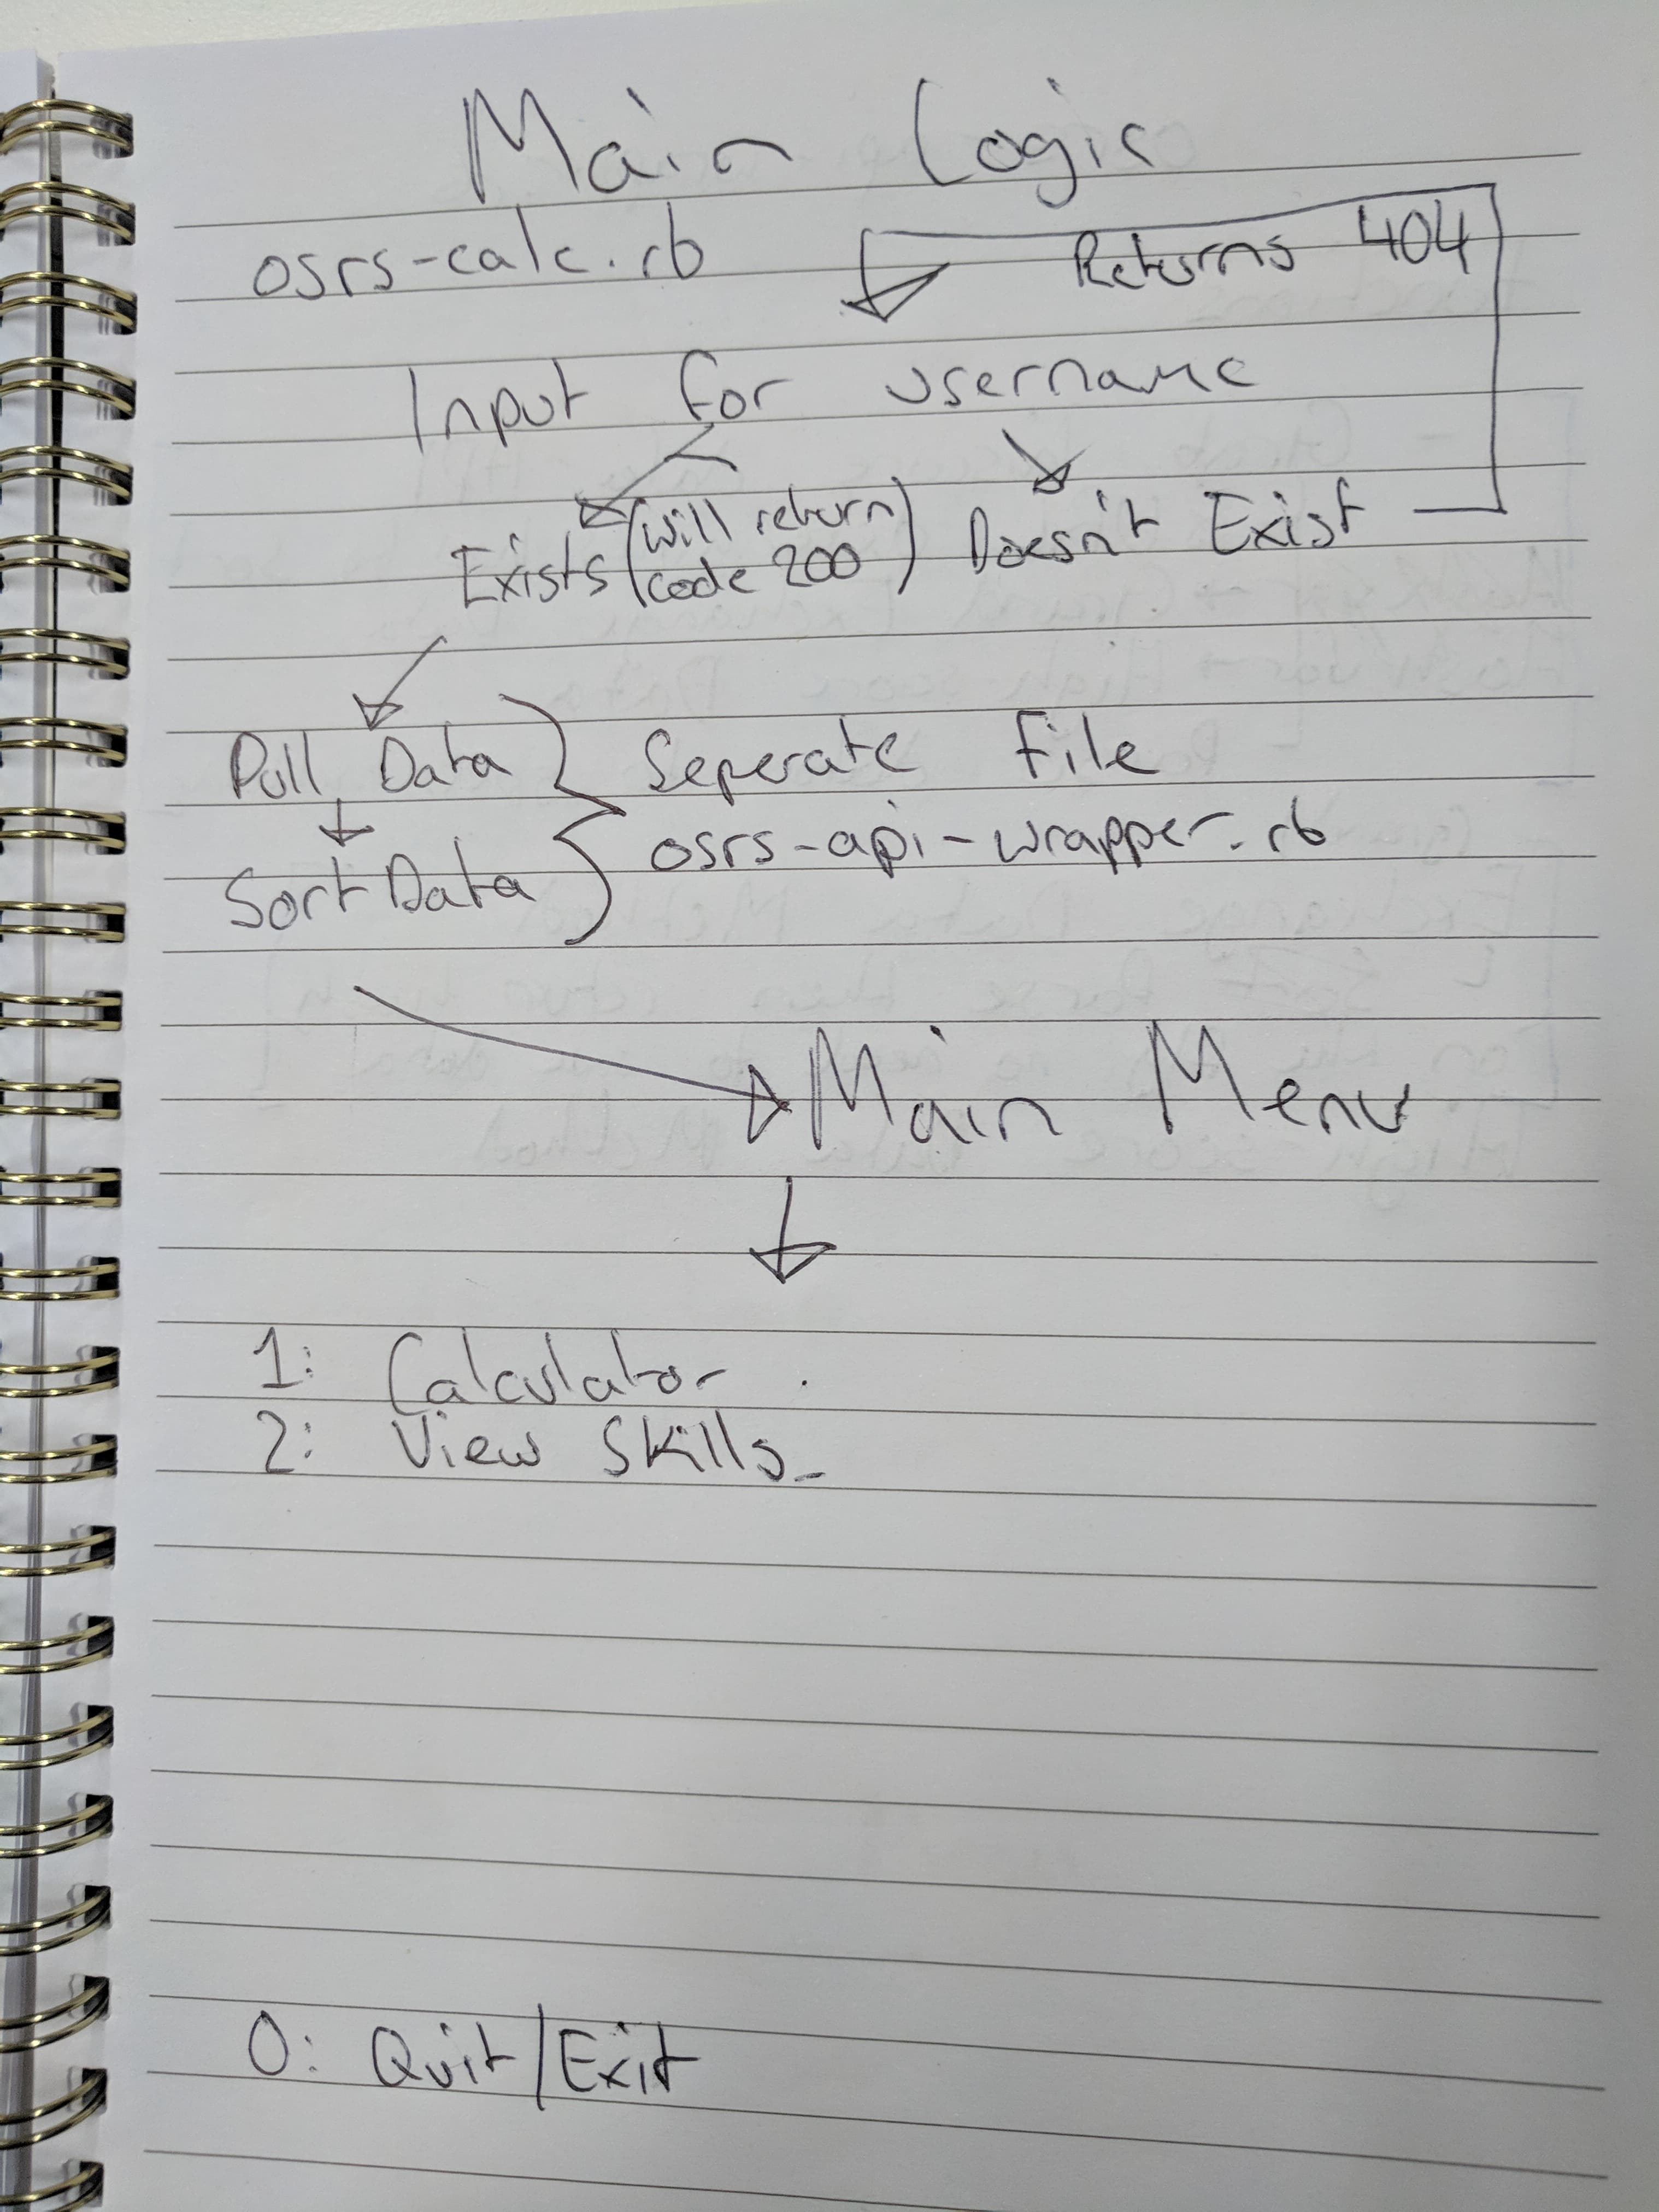 Main Logic
osrs-calc.rb
Returns 404
Input for username
Exists (will return
code 200)
Doesn't Exist
Pull Data
Seperate File
Sort Data
osrs-api-wrapper.rb
Main Menu
1: Calculator
2: View Skills
0: Quit/Exit